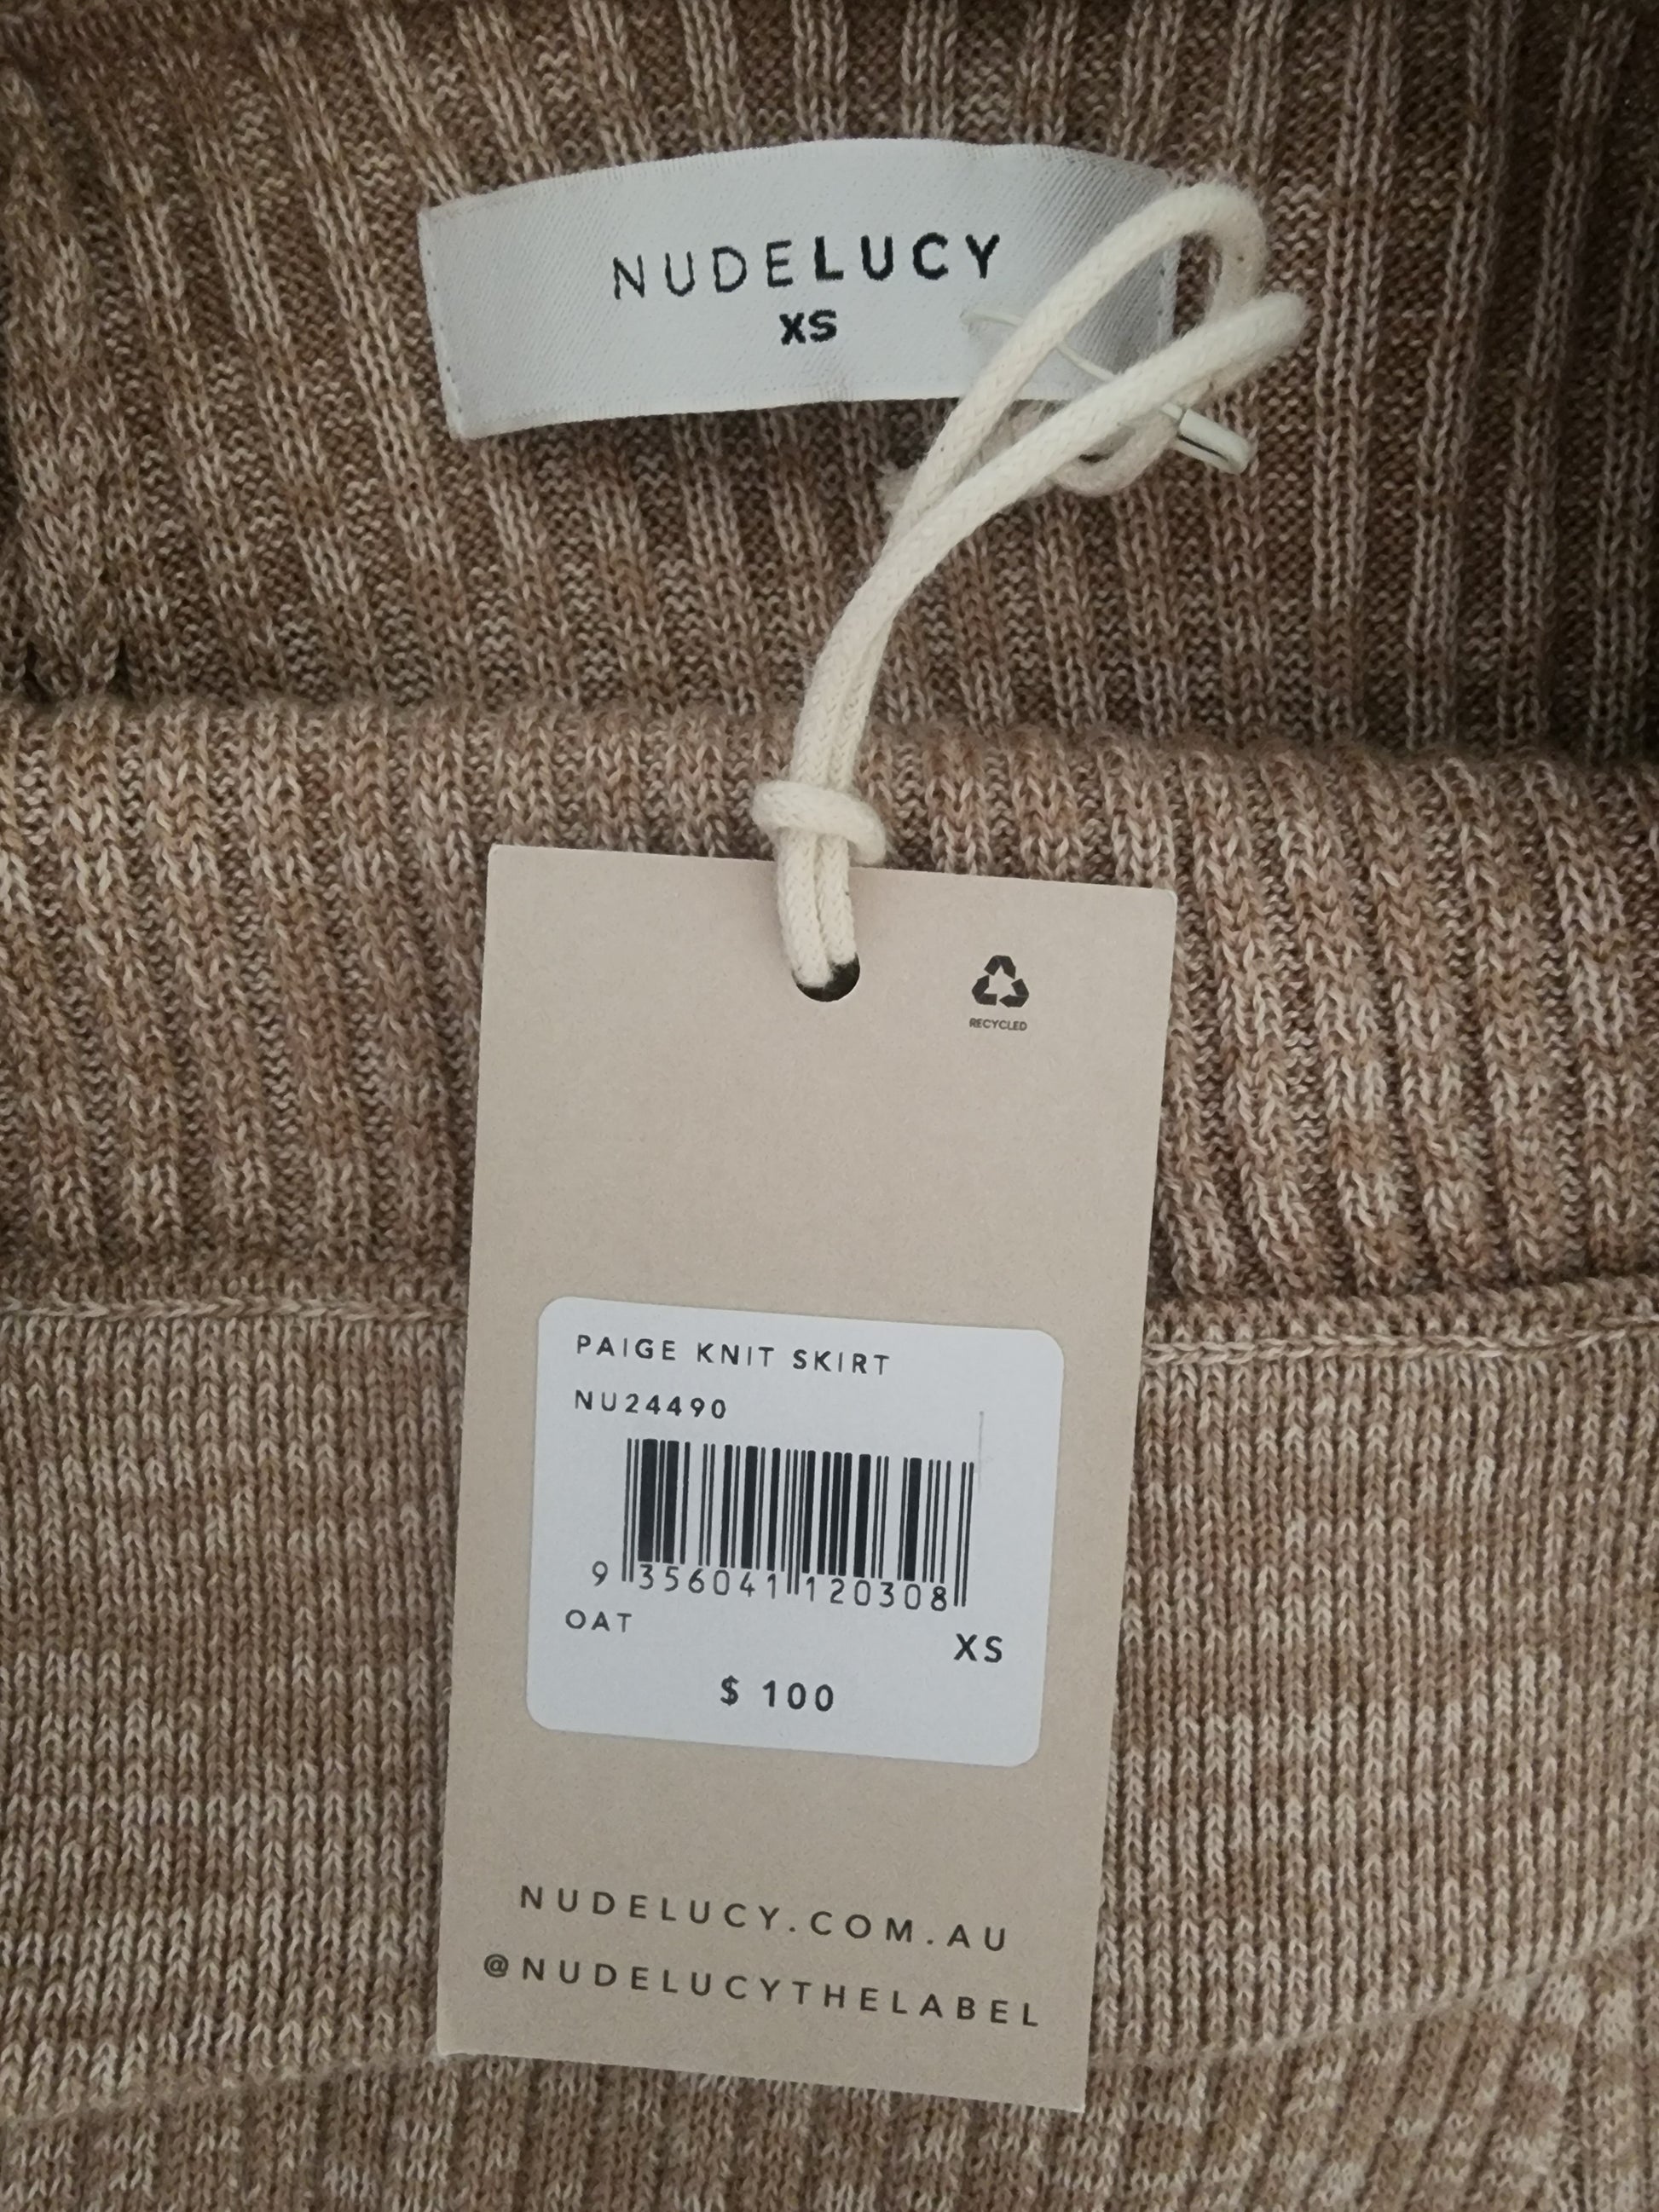 NUDELUCY
XS
RECYCLED
PAIGE KNIT SKIRT
NU24490
9 356041 120308
OAT
XS
$ 100
NUDELUCY.COM.AU
@NUDELUCYTHELABEL